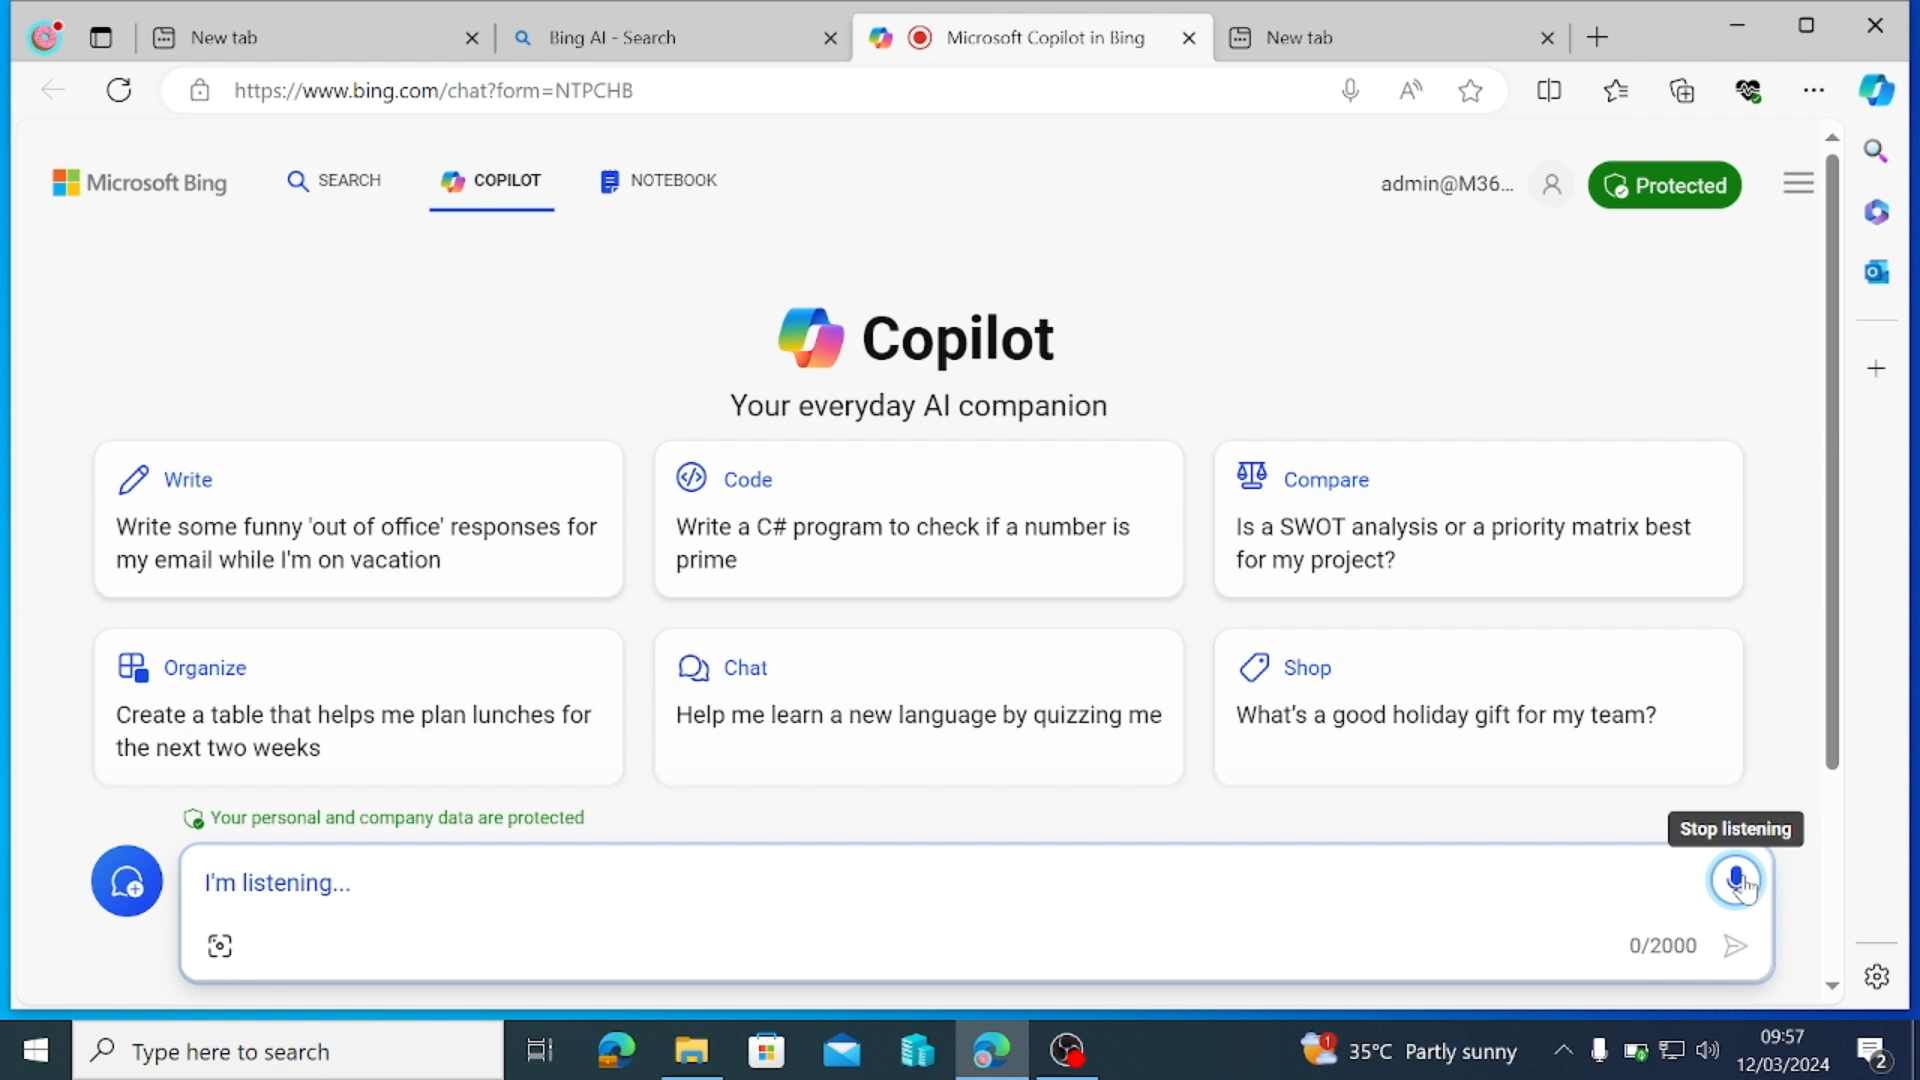 New tab
Bing AI - Search
Microsoft Copilot in Bing
New tab
https://www.bing.com/chat?form=NTPCHB
Microsoft Bing
SEARCH
COPILOT
NOTEBOOK
admin@M36...
Protected
Copilot
Your everyday AI companion
Write
Write some funny 'out of office' responses for
my email while I'm on vacation
Code
Write a C# program to check if a number is
prime
Compare
Is a SWOT analysis or a priority matrix best
for my project?
Organize
Create a table that helps me plan lunches for
the next two weeks
Chat
Help me learn a new language by quizzing me
Shop
What's a good holiday gift for my team?
Your personal and company data are protected
Stop listening
I'm listening...
0/2000
Type here to search
1
35°C Partly sunny
09:57
12/03/2024
2